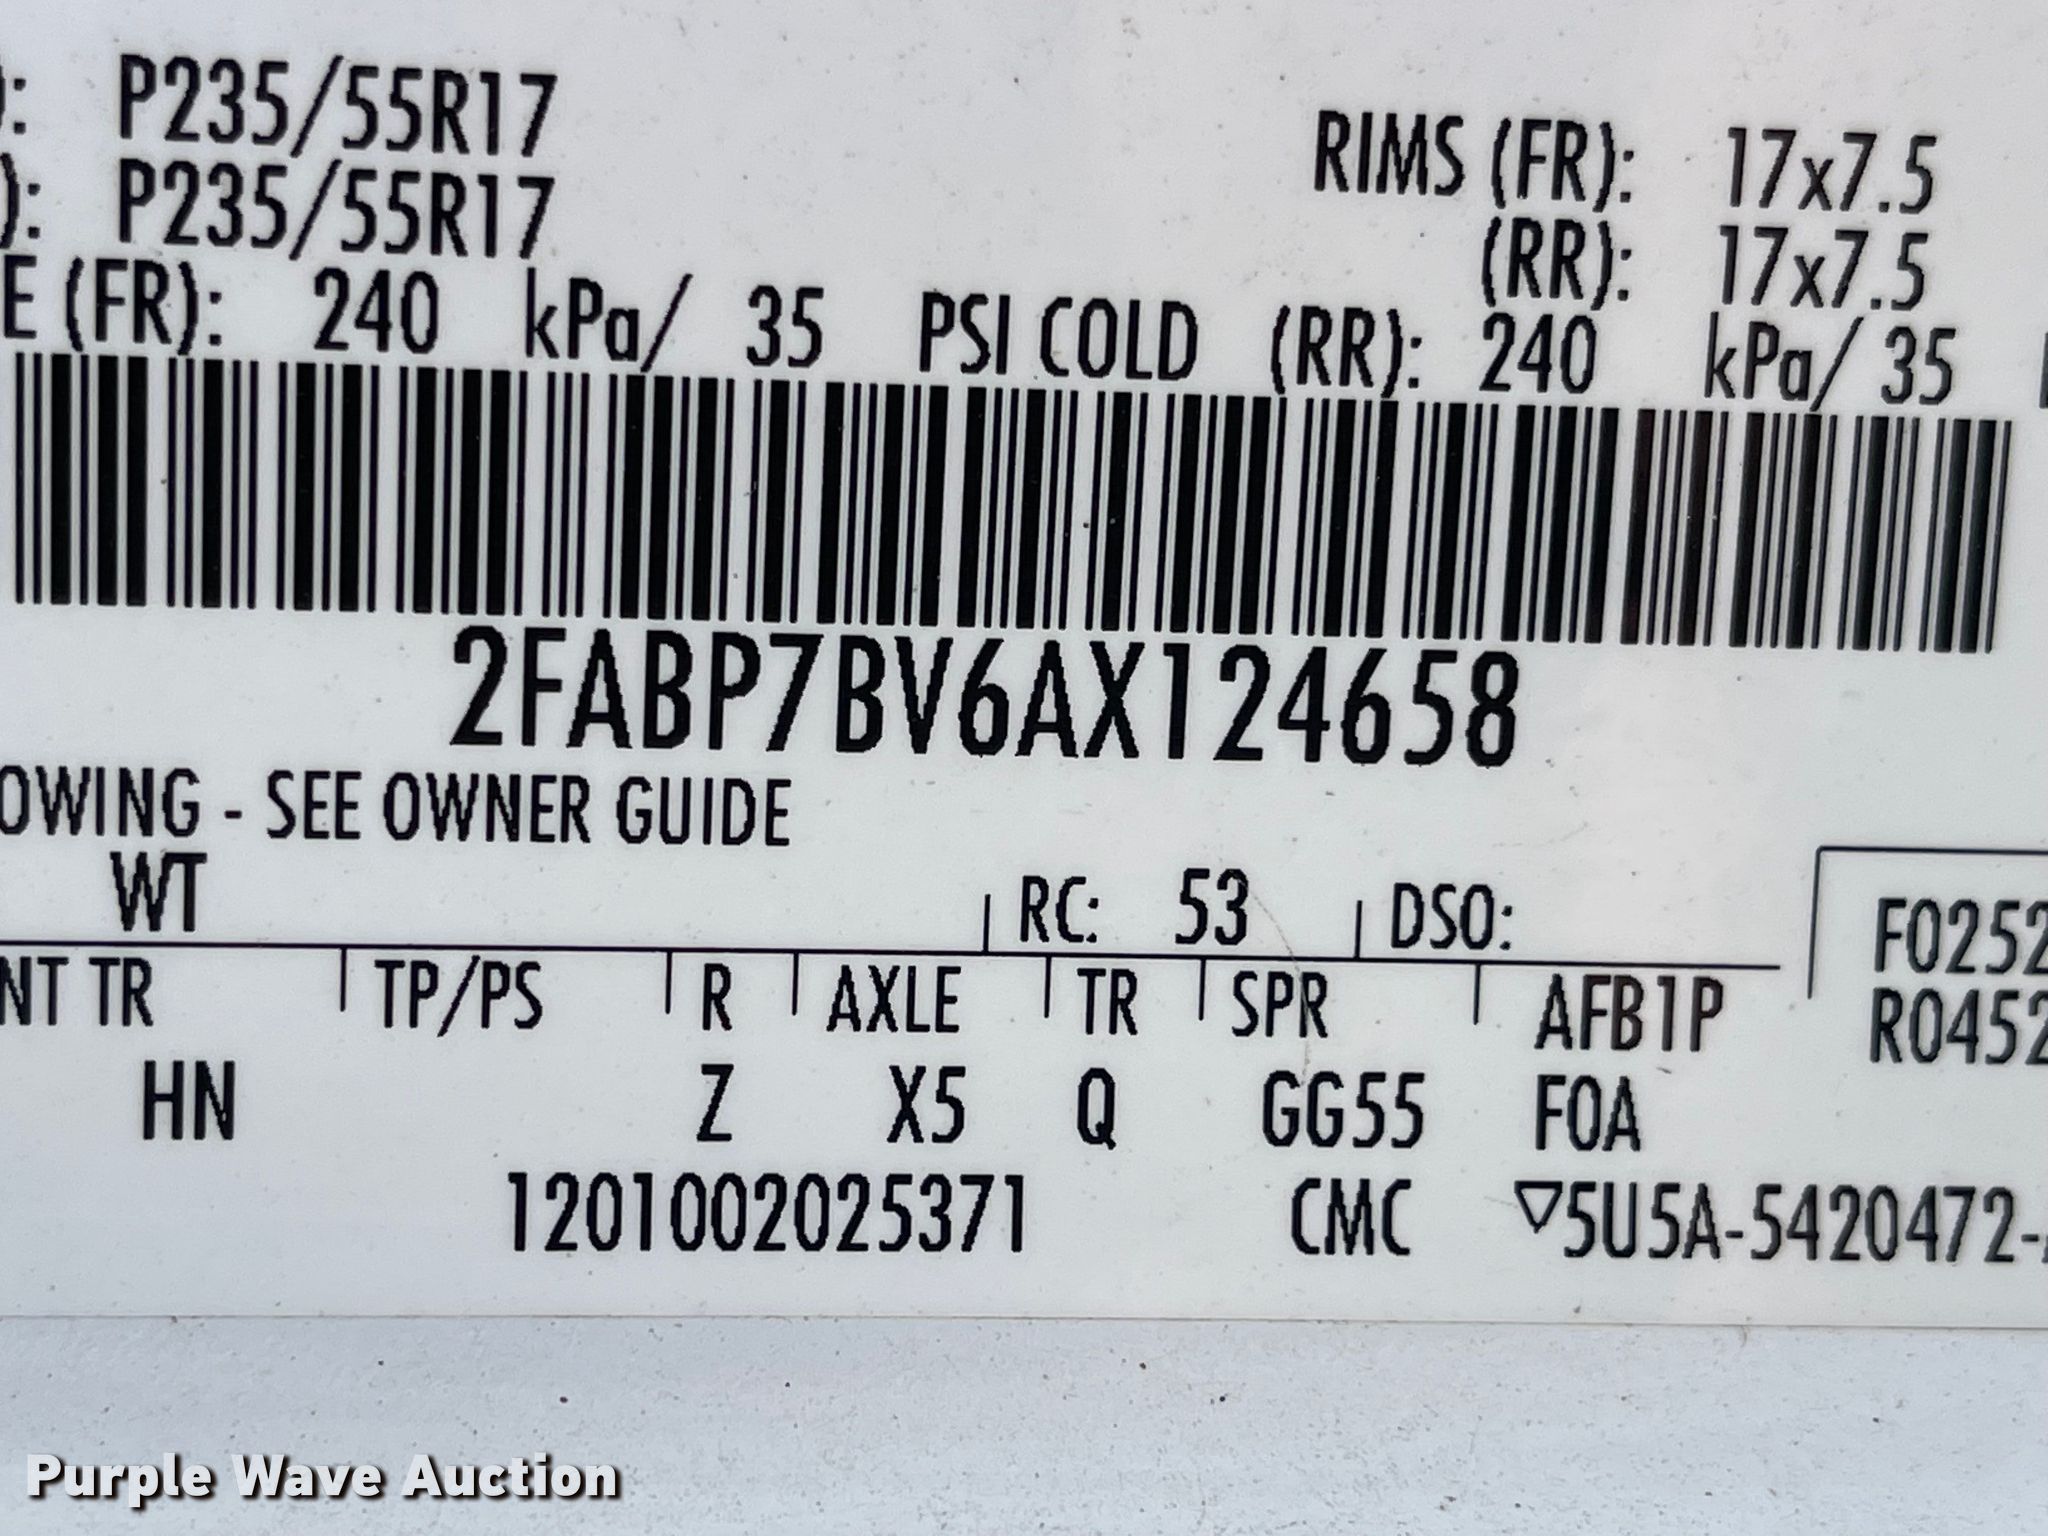 ): P235/55R17
RIMS (FR): 17x7.5
): P235/55R17
(RR): 17x7.5
E (FR): 240 kPa/ 35 PSI COLD (RR): 240 kPa/ 35
2FABP7BV6AX124658
OWING - SEE OWNER GUIDE
WT RC: 53 DSO:
F0252
NT TR TP/PS R AXLE TR SPR AFB1P
R0452
HN Z X5 Q GG55 F0A
1201002025371 CMC ▽5U5A-5420472-
Purple Wave Auction